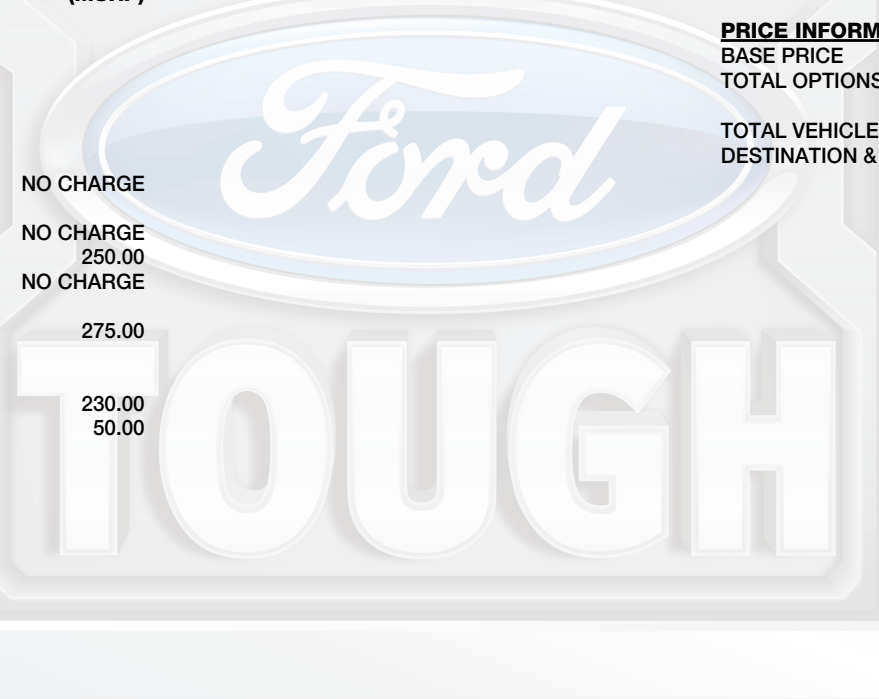 PRICE INFORM
BASE PRICE
TOTAL OPTIONS
TOTAL VEHICLE
DESTINATION &
NO CHARGE
NO CHARGE
250.00
NO CHARGE
275.00
230.00
50.00
Ford
TOUGH